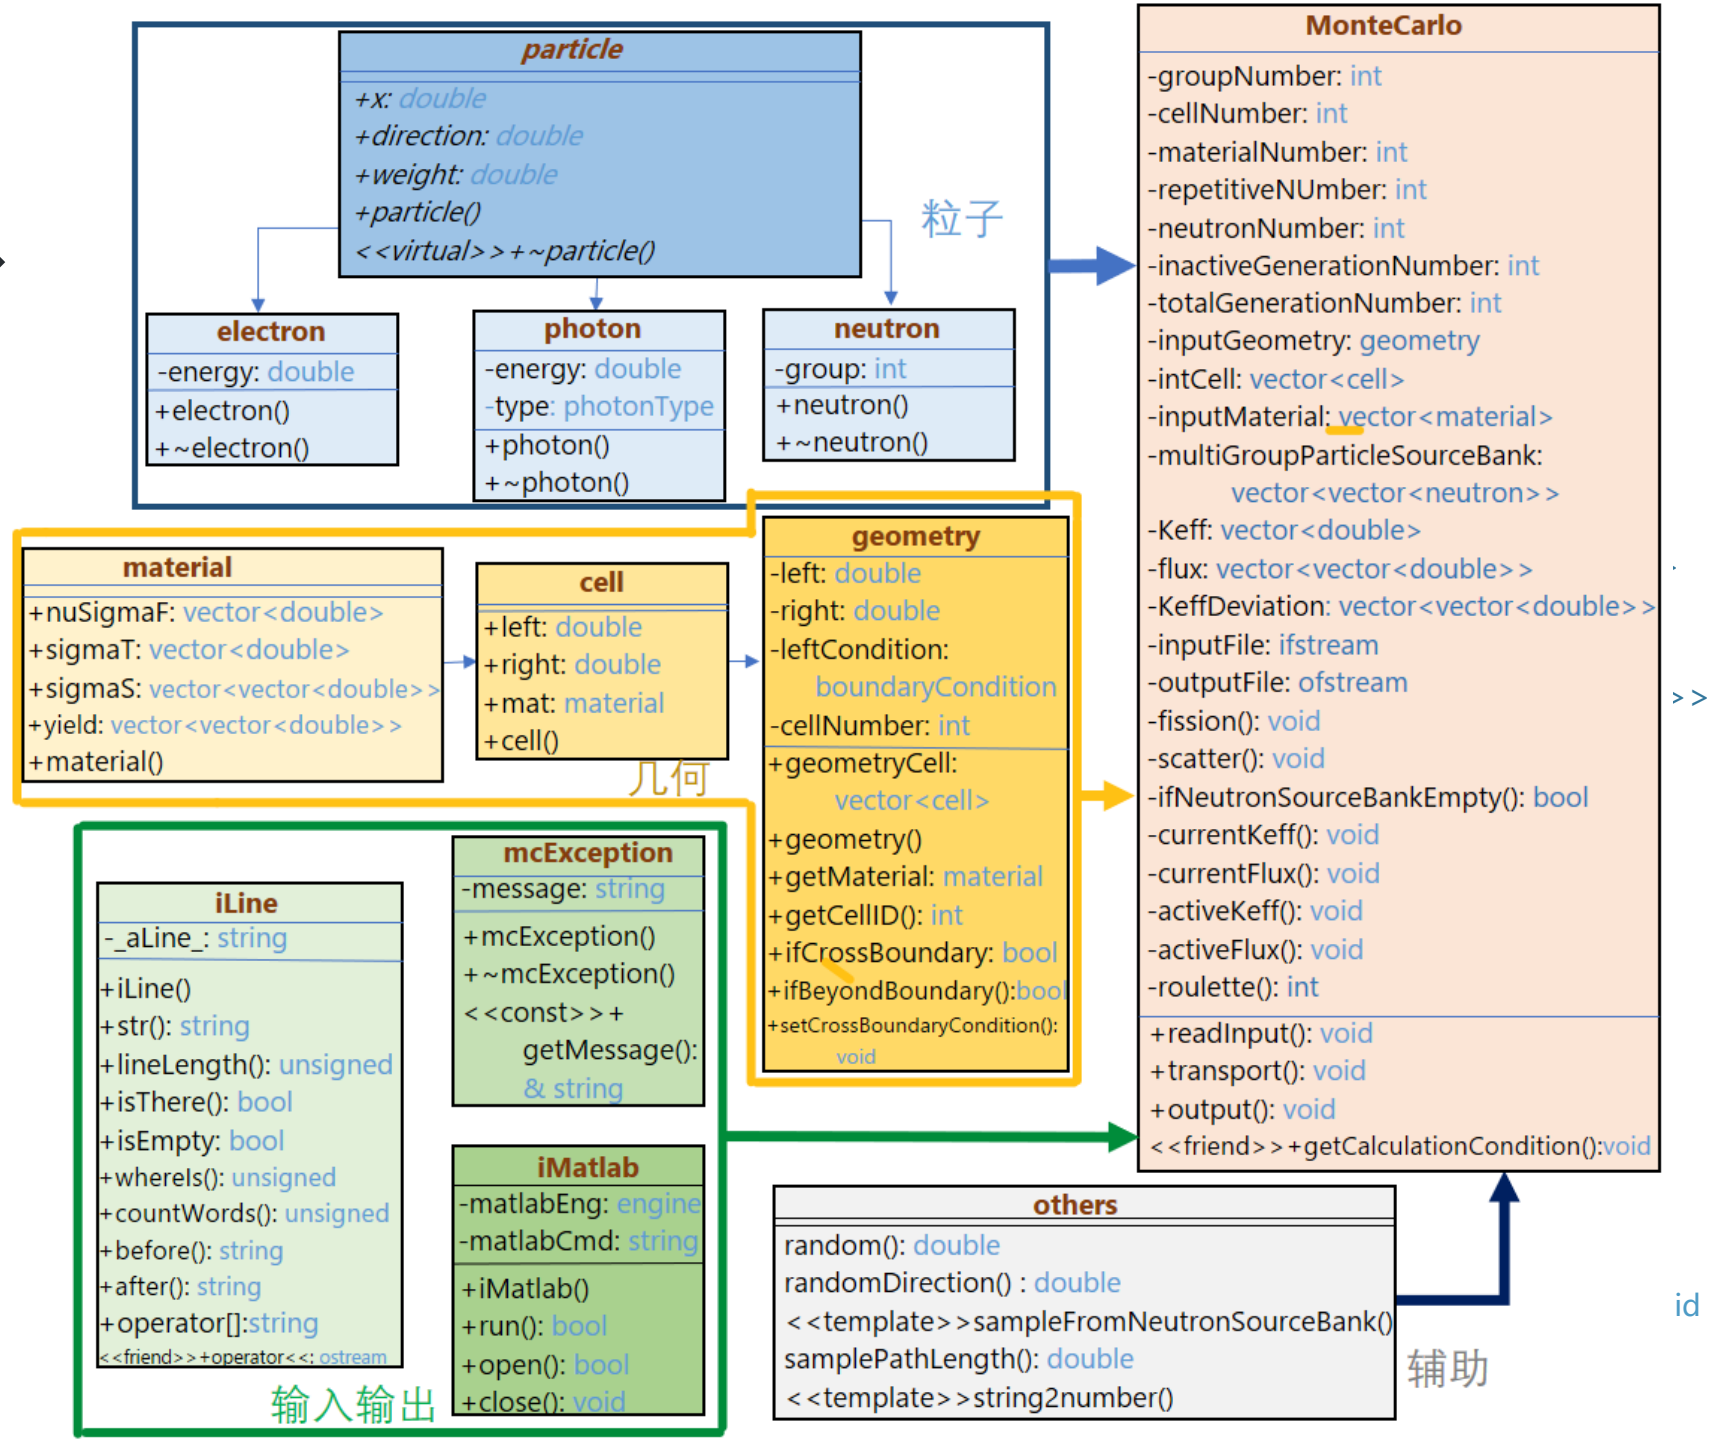 particle
+x: double
+direction: double
+weight: double
+particle()
<<virtual>>+~particle()
粒子
electron
-energy: double
+electron()
+~electron()
photon
-energy: double
-type: photonType
+photon()
+~photon()
neutron
-group: int
+neutron()
+~neutron()
material
+nuSigmaF: vector<double>
+sigmaT: vector<double>
+sigmaS: vector<vector<double>>
+yield: vector<vector<double>>
+material()
cell
+left: double
+right: double
+mat: material
+cell()
几何
geometry
-left: double
-right: double
-leftCondition:
boundaryCondition
-cellNumber: int
+geometryCell:
vector<cell>
+geometry()
+getMaterial: material
+getCellID(): int
+ifCrossBoundary: bool
+ifBeyondBoundary():bool
+setCrossBoundaryCondition():
void
iLine
-_aLine_: string
+iLine()
+str(): string
+lineLength(): unsigned
+isThere(): bool
+isEmpty: bool
+whereIs(): unsigned
+countWords(): unsigned
+before(): string
+after(): string
+operator[]:string
<<friend>>+operator<<: ostream
mcException
-message: string
+mcException()
+~mcException()
<<const>>+
getMessage():
& string
iMatlab
-matlabEng: engine
-matlabCmd: string
+iMatlab()
+run(): bool
+open(): bool
+close(): void
输入输出
MonteCarlo
-groupNumber: int
-cellNumber: int
-materialNumber: int
-repetitiveNUmber: int
-neutronNumber: int
-inactiveGenerationNumber: int
-totalGenerationNumber: int
-inputGeometry: geometry
-intCell: vector<cell>
-inputMaterial: vector<material>
-multiGroupParticleSourceBank:
vector<vector<neutron>>
-Keff: vector<double>
-flux: vector<vector<double>>
-KeffDeviation: vector<vector<double>>
-inputFile: ifstream
-outputFile: ofstream
-fission(): void
-scatter(): void
-ifNeutronSourceBankEmpty(): bool
-currentKeff(): void
-currentFlux(): void
-activeKeff(): void
-activeFlux(): void
-roulette(): int
+readInput(): void
+transport(): void
+output(): void
<<friend>>+getCalculationCondition():void
>>
id
others
random(): double
randomDirection() : double
<<template>>sampleFromNeutronSourceBank()
samplePathLength(): double
<<template>>string2number()
辅助